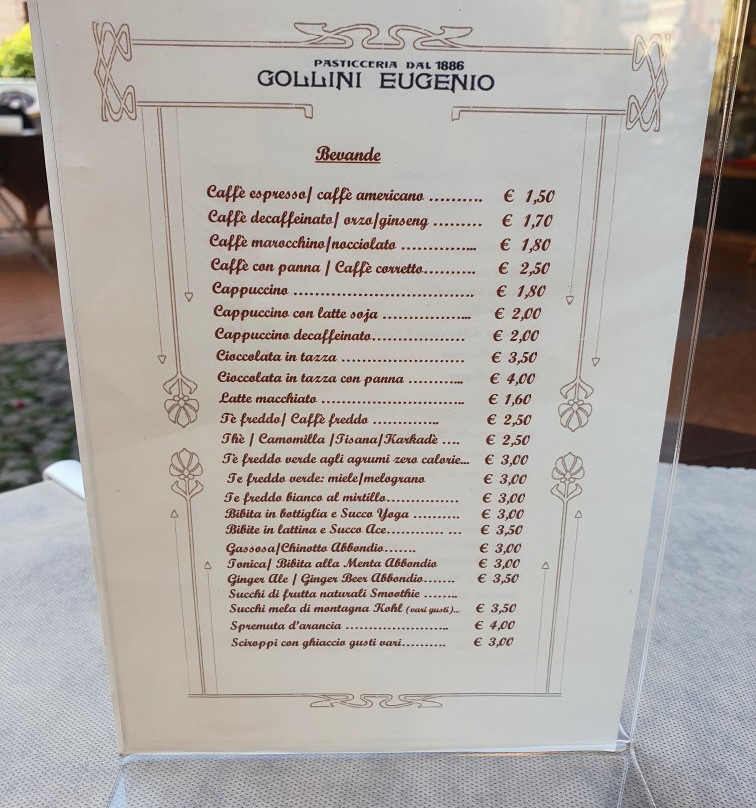 PASTICCERIA DAL 1886
GOLLINI EUGENIO
Bevande
Caffè espresso/ caffè americano .......... € 1,50
Caffè decaffeinato/ orzo/ginseng ......... € 1,70
Caffè marocchino/nocciolato ............... € 1,80
Caffè con panna / Caffè corretto.......... € 2,50
Cappuccino .................................... € 1,80
Cappuccino con latte soja .................. € 2,00
Cappuccino decaffeinato................... € 2,00
Cioccolata in tazza ......................... € 3,50
Cioccolata in tazza con panna ........... € 4,00
Latte macchiato ............................. € 1,60
Tè freddo/ Caffè freddo .............. € 2,50
Thè / Camomilla /Tisana/Karkadè .... € 2,50
Tè freddo verde agli agrumi zero calorie... € 3,00
Te freddo verde: miele/melograno € 3,00
Te freddo bianco al mirtillo................ € 3,00
Bibita in bottiglia e Succo Yoga .......... € 3,00
Bibite in lattina e Succo Ace............ ... € 3,50
Gassosa/Chinotto Abbondio....... € 3,00
Tonica/ Bibita alla Menta Abbondio € 3,00
Ginger Ale / Ginger Beer Abbondio....... € 3,50
Succhi di frutta naturali Smoothie ........
Succhi mela di montagna Kohl (vari gusti)... € 3,50
Spremuta d'arancia ....................... € 4,00
Sciroppi con ghiaccio gusti vari.......... € 3,00